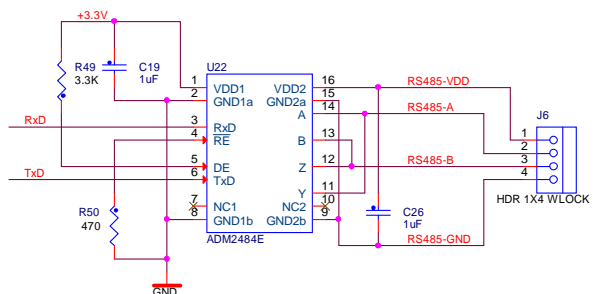 +3.3V
R49
3.3K
C19
1uF
U22
1 VDD1 VDD2 16
2 GND1a GND2a 15
A 14
RxD 3 RxD
4 RE B 13
5 DE Z 12
TxD 6 TxD
Y 11
7 NC1 NC2 10
8 GND1b GND2b 9
ADM2484E
R50
470
GND
RS485-VDD
RS485-A
RS485-B
RS485-GND
C26
1uF
J6
1
2
3
4
HDR 1X4 WLOCK